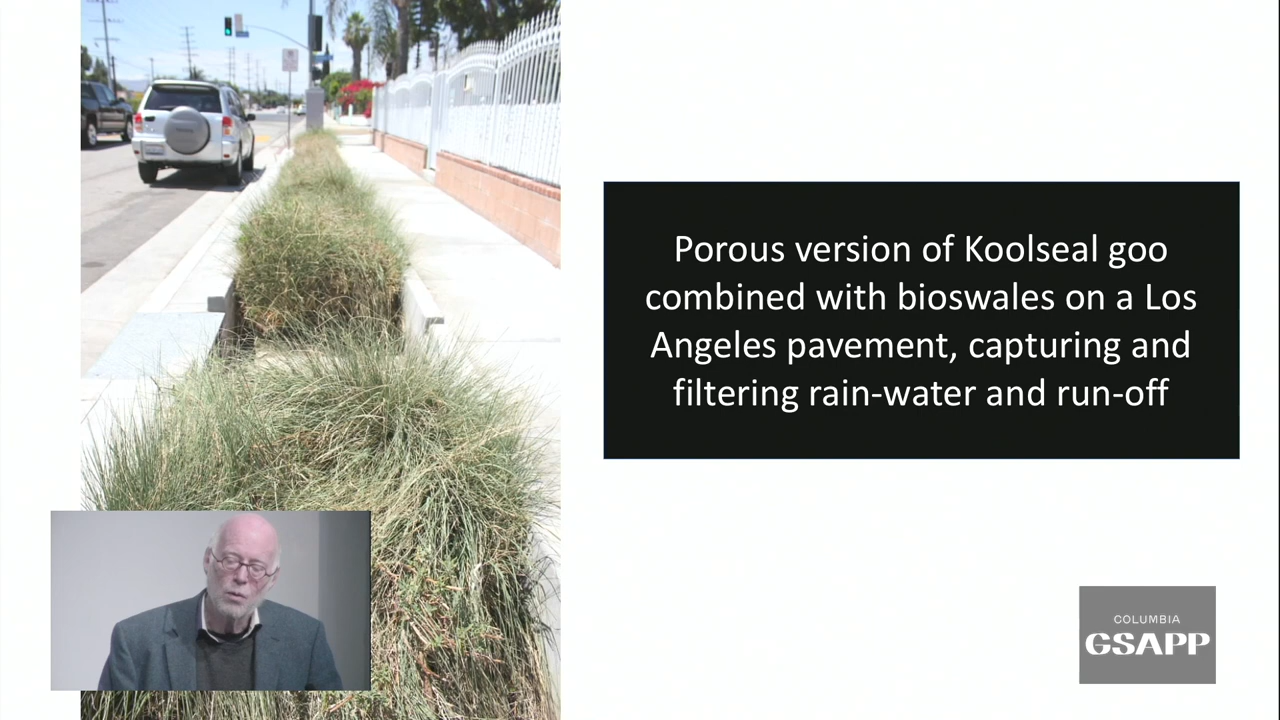 Porous version of Koolseal goo
combined with bioswales on a Los
Angeles pavement, capturing and
filtering rain-water and run-off
COLUMBIA
GSAPP